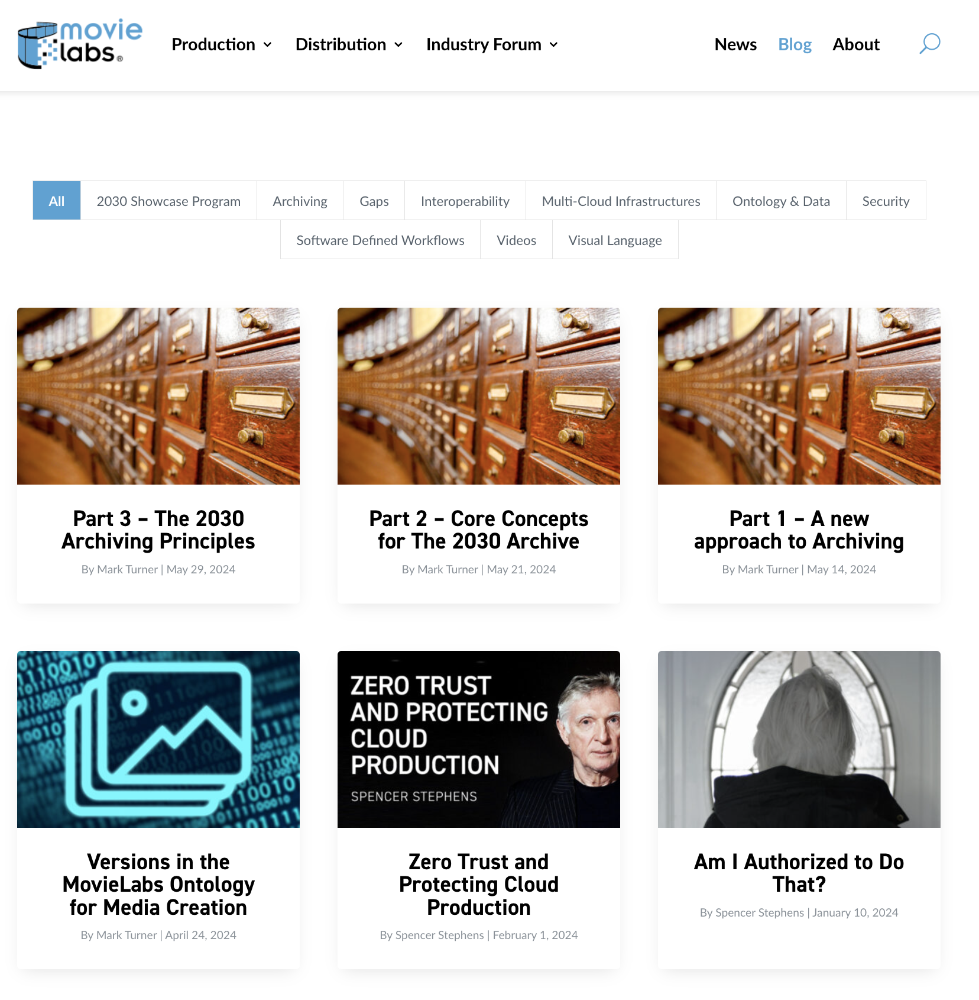 movie
labs®
Production
Distribution
Industry Forum
News
Blog
About
All
2030 Showcase Program
Archiving
Gaps
Interoperability
Multi-Cloud Infrastructures
Ontology & Data
Security
Software Defined Workflows
Videos
Visual Language
Part 3 – The 2030
Archiving Principles
By Mark Turner | May 29, 2024
Part 2 – Core Concepts
for The 2030 Archive
By Mark Turner | May 21, 2024
Part 1 – A new
approach to Archiving
By Mark Turner | May 14, 2024
ZERO TRUST
AND PROTECTING
CLOUD
PRODUCTION
SPENCER STEPHENS
Versions in the
MovieLabs Ontology
for Media Creation
By Mark Turner | April 24, 2024
Zero Trust and
Protecting Cloud
Production
By Spencer Stephens | February 1, 2024
Am I Authorized to Do
That?
By Spencer Stephens | January 10, 2024